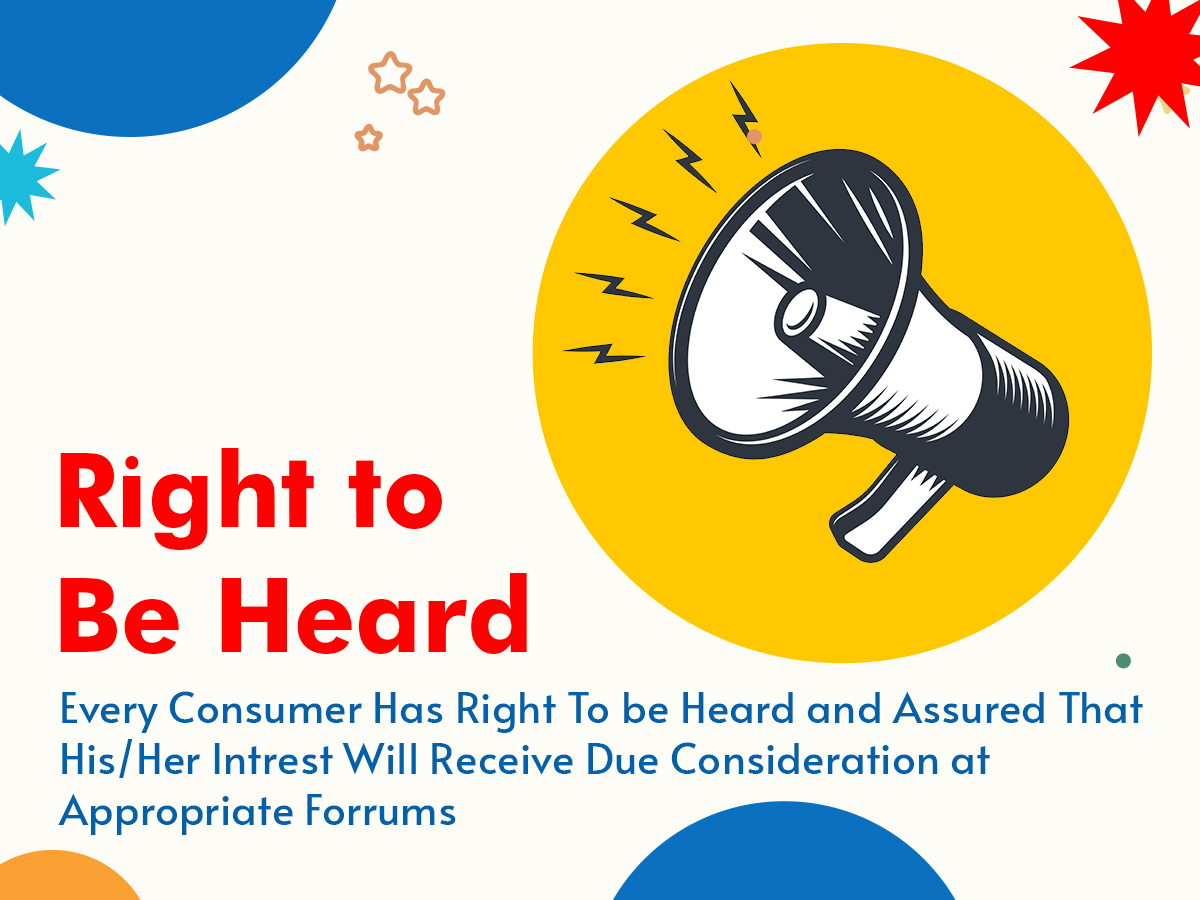 Right to
Be Heard
Every Consumer Has Right To be Heard and Assured That
His/Her Intrest Will Receive Due Consideration at
Appropriate Forrums